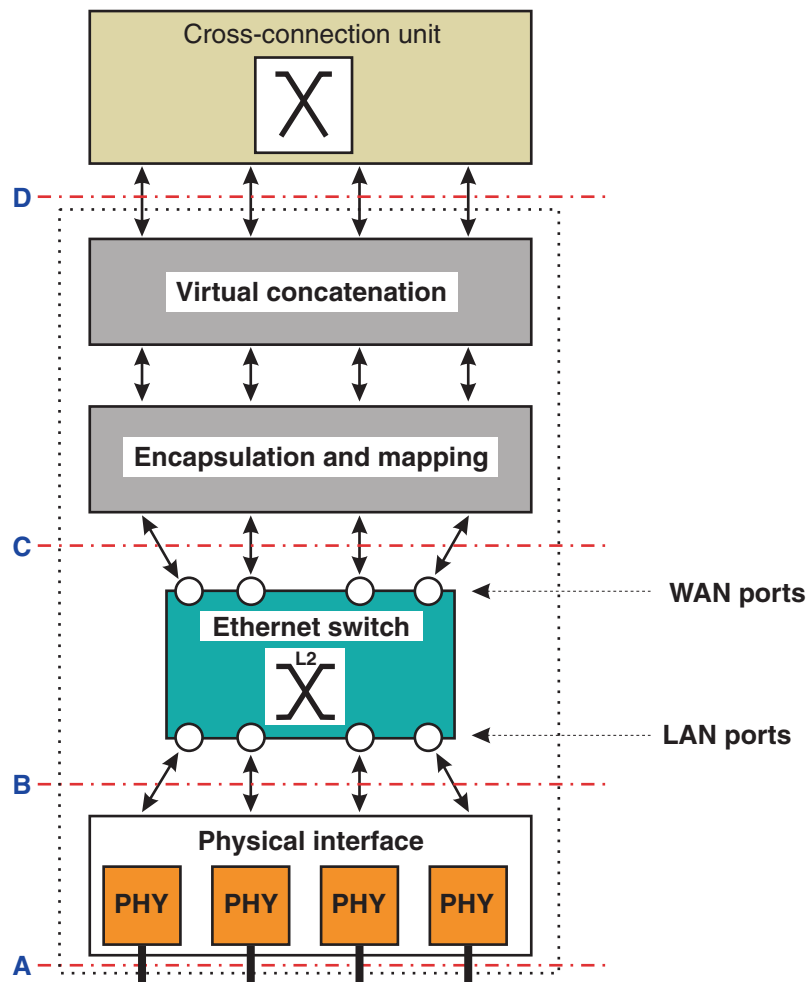 Cross-connection unit
D
Virtual concatenation
Encapsulation and mapping
C
WAN ports
Ethernet switch
L2
LAN ports
B
Physical interface
PHY PHY PHY PHY
A